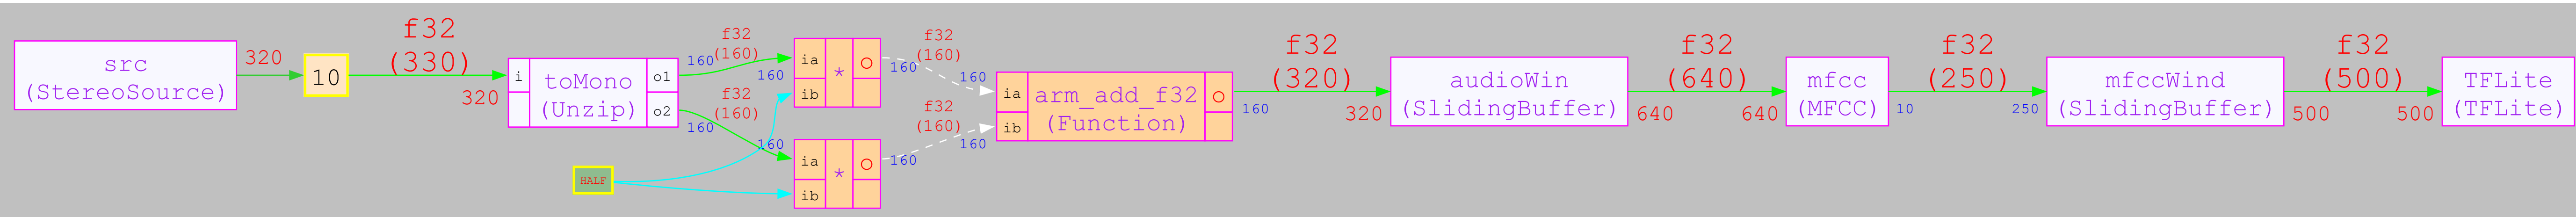 src
(StereoSource)
320
10
f32
(330)
320
i
toMono
(Unzip)
o1
o2
160
f32
(160)
160
f32
(160)
160
160
HALF
ia
ib
*
o
ia
ib
*
o
160
f32
(160)
160
160
f32
(160)
160
ia
ib
arm_add_f32
(Function)
o
160
f32
(320)
320
audioWin
(SlidingBuffer)
640
f32
(640)
640
mfcc
(MFCC)
10
f32
(250)
250
mfccWind
(SlidingBuffer)
500
f32
(500)
500
TFLite
(TFLite)